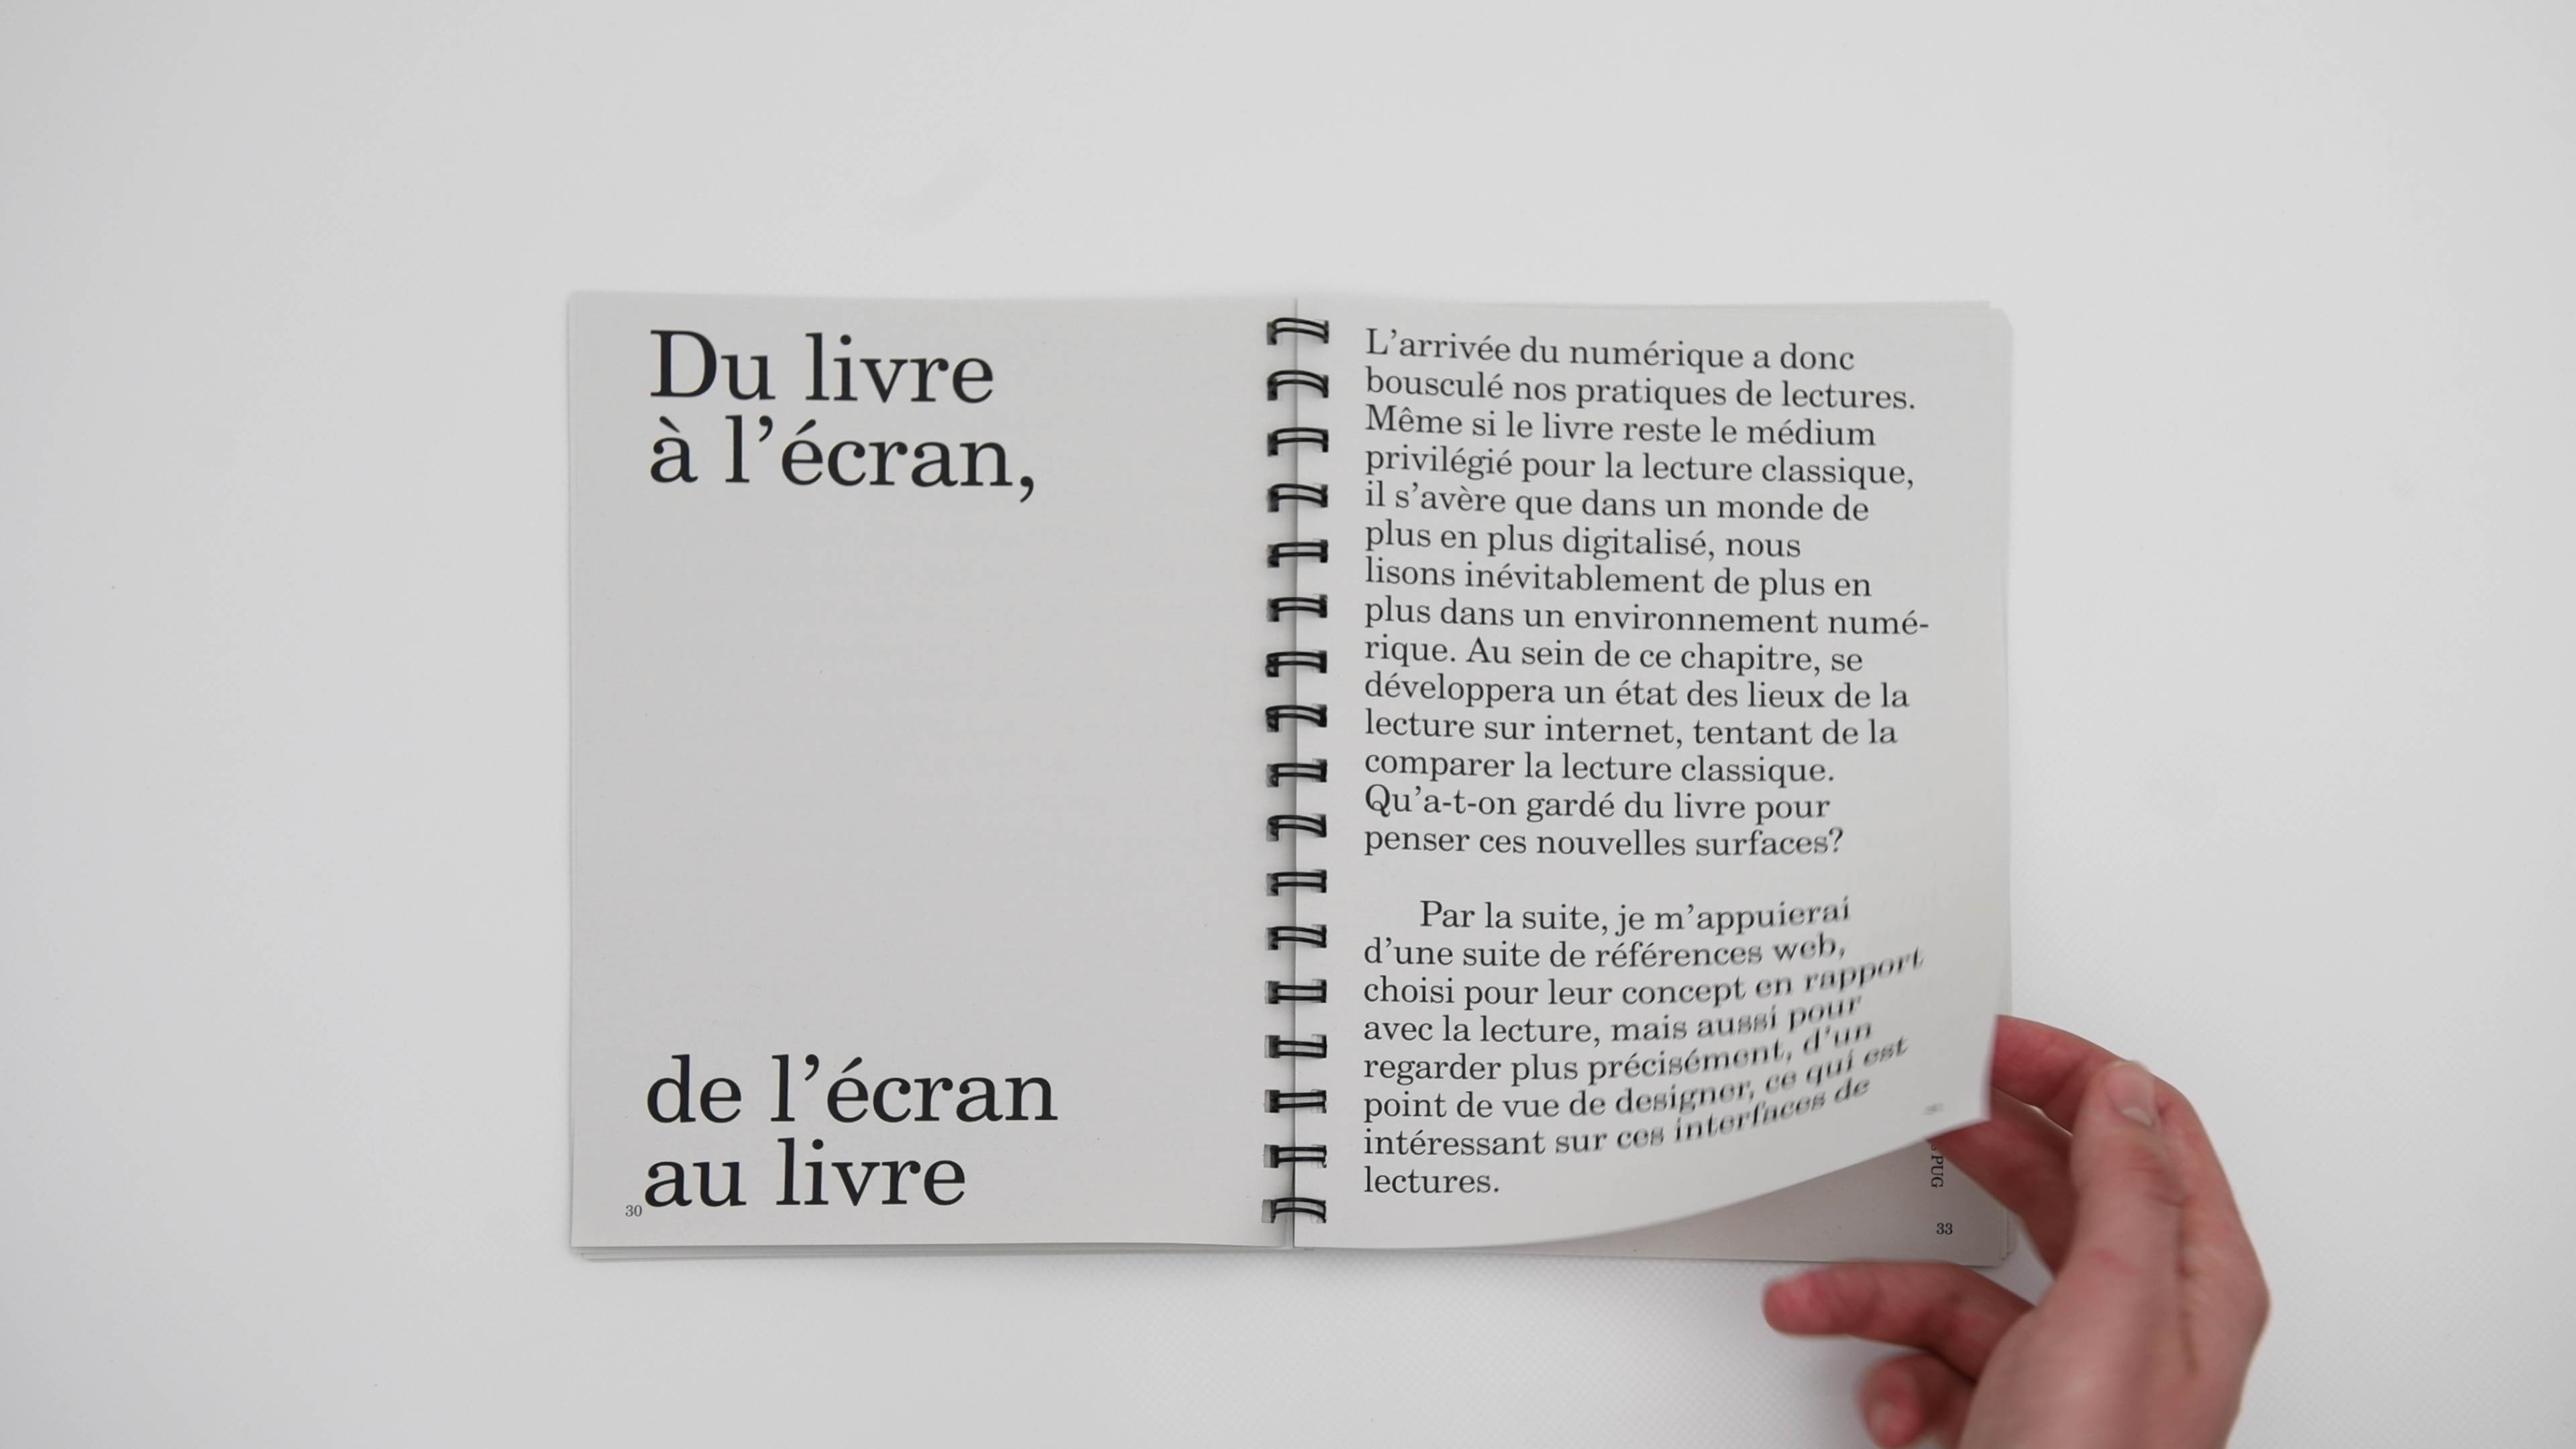 Du livre
à l’écran,
de l’écran
au livre
30
L’arrivée du numérique a donc
bousculé nos pratiques de lectures.
Même si le livre reste le médium
privilégié pour la lecture classique,
il s’avère que dans un monde de
plus en plus digitalisé, nous
lisons inévitablement de plus en
plus dans un environnement numé-
rique. Au sein de ce chapitre, se
développera un état des lieux de la
lecture sur internet, tentant de la
comparer la lecture classique.
Qu’a-t-on gardé du livre pour
penser ces nouvelles surfaces?
Par la suite, je m’appuierai
d’une suite de références web,
choisi pour leur concept en rapport
avec la lecture, mais aussi pour
regarder plus précisément, d’un
point de vue de designer, ce qui est
intéressant sur ces interfaces de
lectures.
PUG
33